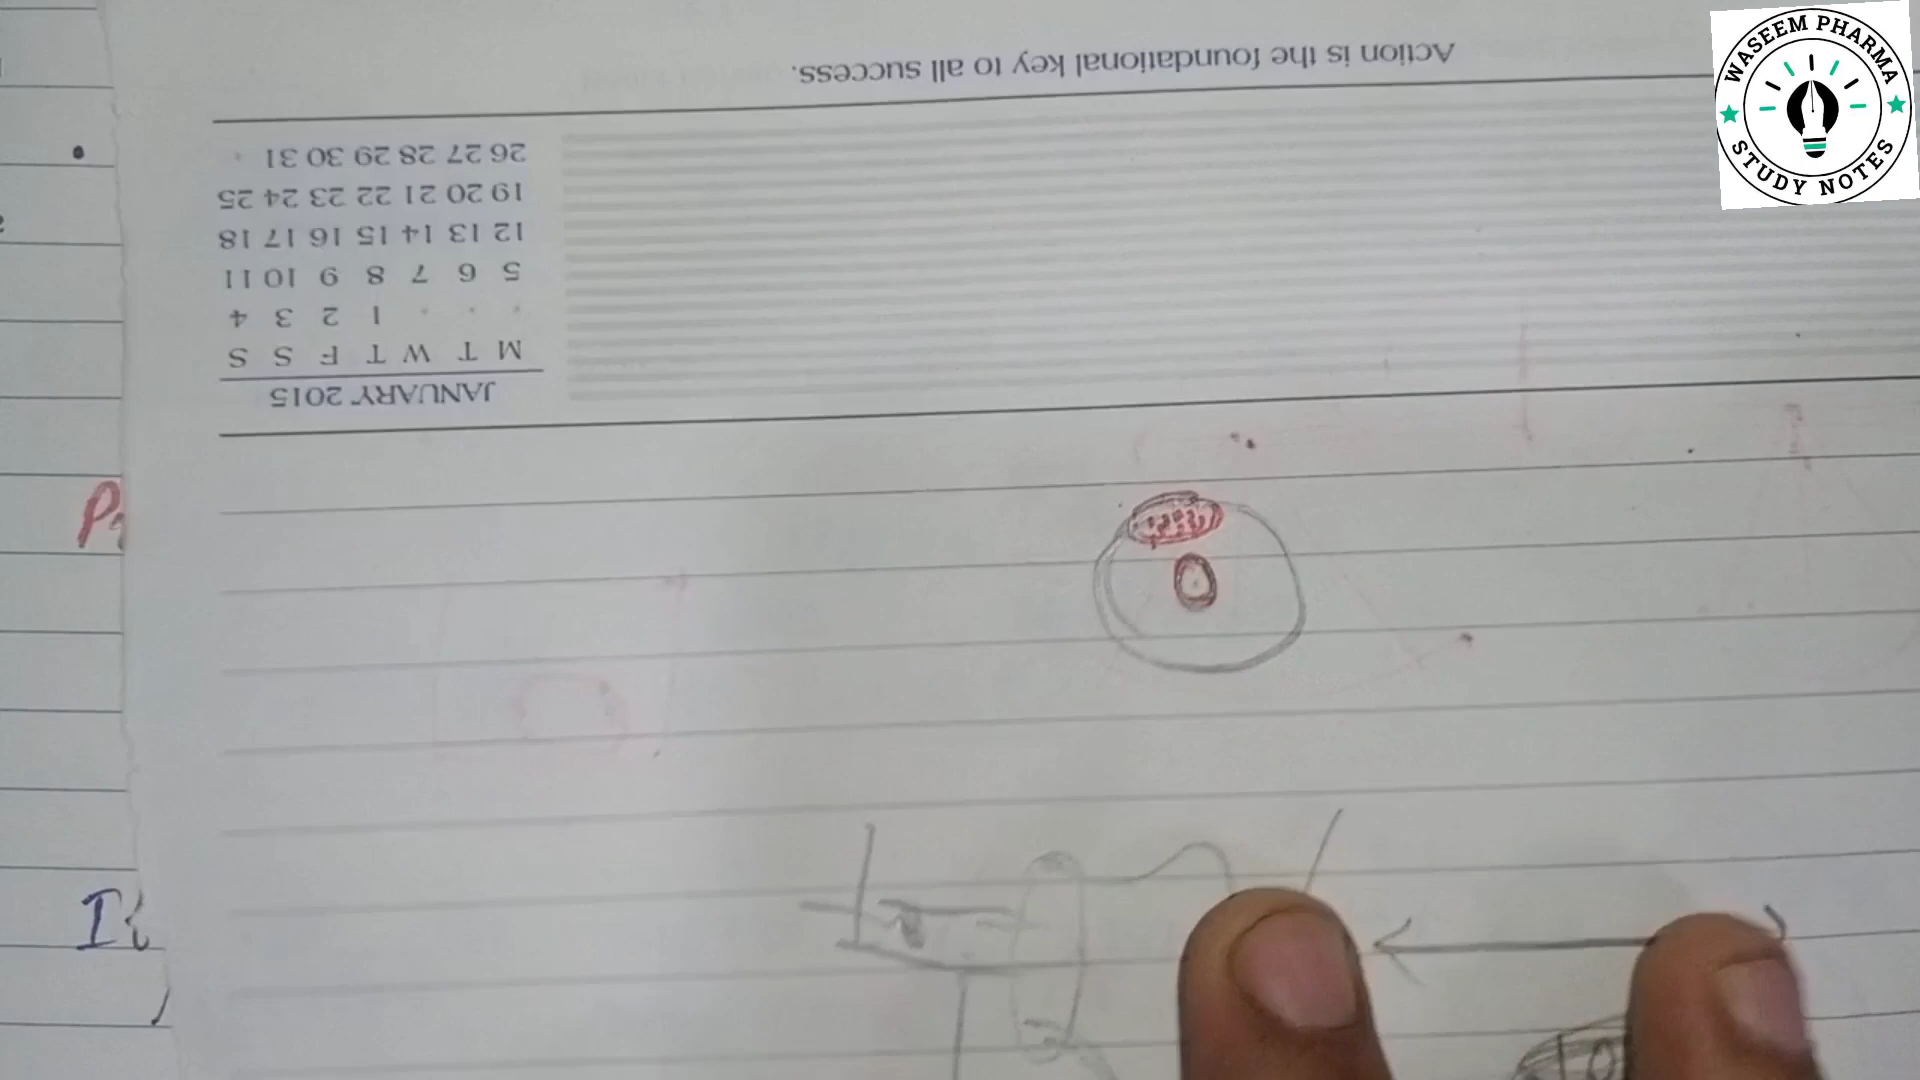 WASEEM PHARMA
STUDY NOTES
Action is the foundational key to all success.
JANUARY 2015
M T W T F S S
1 2 3 4
5 6 7 8 9 10 11
12 13 14 15 16 17 18
19 20 21 22 23 24 25
26 27 28 29 30 31